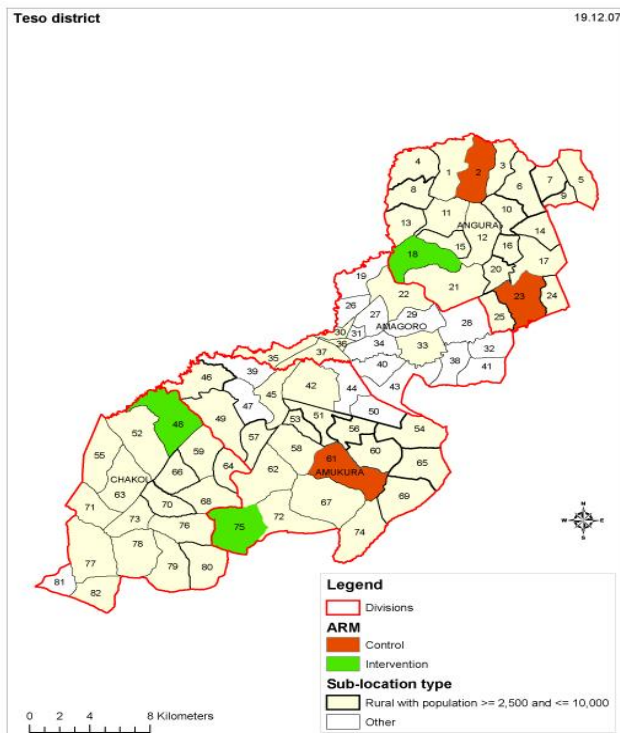 Teso district 19.12.07
4 1 2 3 7 5
8 6 9
11 10
13 ANGURA 14
12
18 15 16
17
19 20
21
26 22 23 24
27 29 25
28
30 31 AMAGORO
36 34 33 32
35 37
40 38 41
46 39 42 44 43
45
47 50
48 49 53 51
52 57 56 54
55 59 58 60
61
66 64 62 65
CHAKOL AMUKURA
63 70 68 67 69
71 73 76 75 72 74
77 78 79 80
81 82
N
W E
S
Legend
Divisions
ARM
Control
Intervention
Sub-location type
Rural with population >= 2,500 and <= 10,000
Other
0 2 4 8 Kilometers